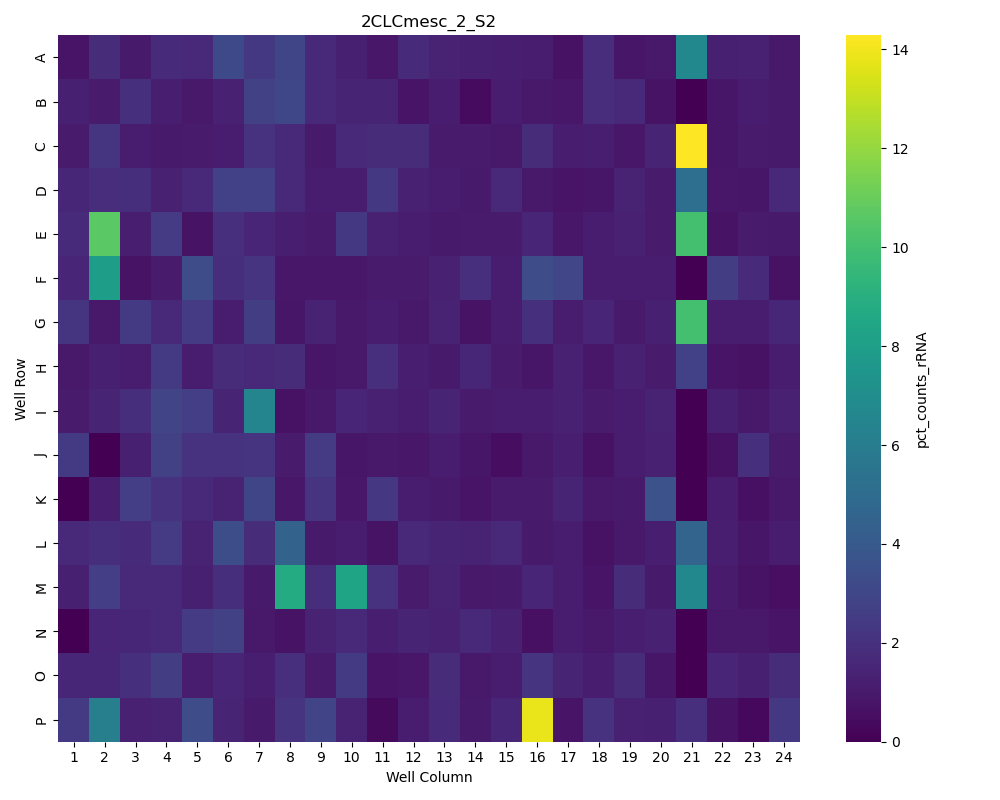 2CLCmesc_2_S2
A
B
C
D
E
F
G
H
I
J
K
L
M
N
O
P
Well Row
1 2 3 4 5 6 7 8 9 10 11 12 13 14 15 16 17 18 19 20 21 22 23 24
Well Column
14
12
10
8
6
4
2
0
pct_counts_rRNA